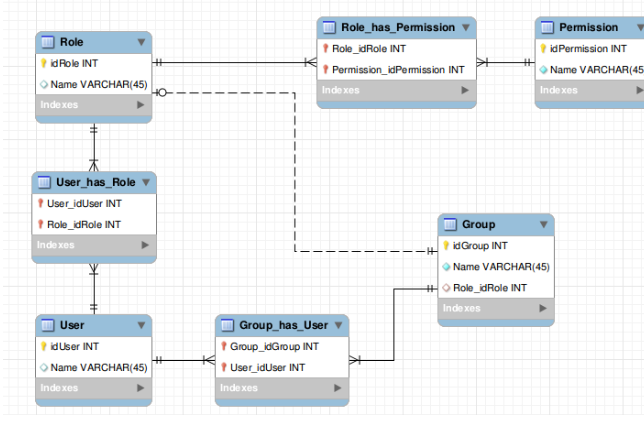 Role
idRole INT
Name VARCHAR(45)
Indexes
Role_has_Permission
Role_idRole INT
Permission_idPermission INT
Indexes
Permission
idPermission INT
Name VARCHAR(45
Indexes
User_has_Role
User_idUser INT
Role_idRole INT
Indexes
Group
idGroup INT
Name VARCHAR(45)
Role_idRole INT
Indexes
User
idUser INT
Name VARCHAR(45)
Indexes
Group_has_User
Group_idGroup INT
User_idUser INT
Indexes